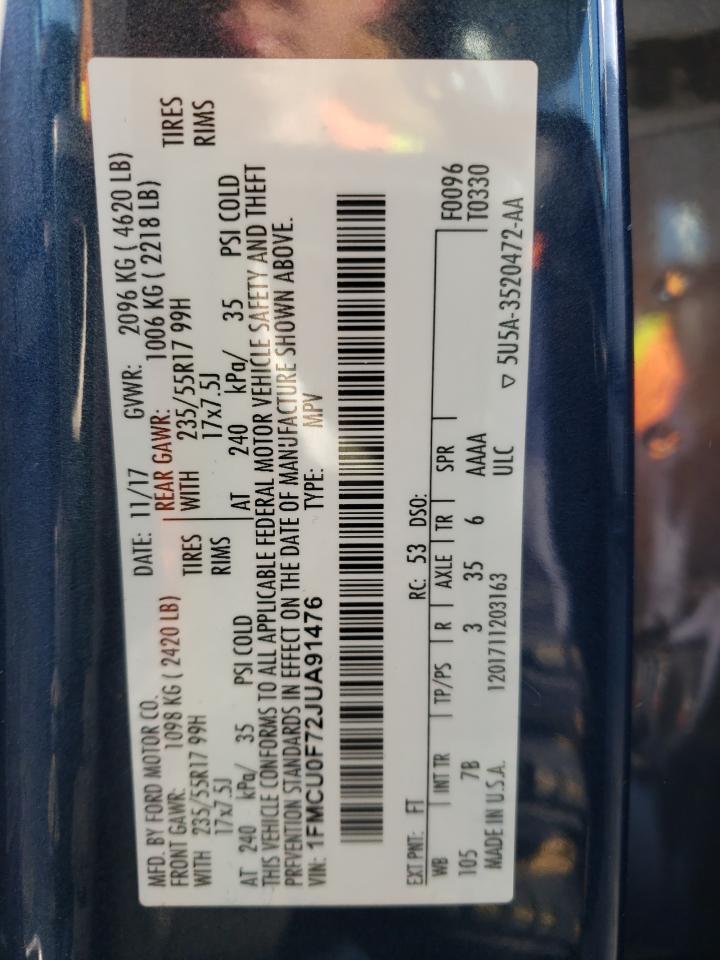 MFD. BY FORD MOTOR CO. DATE: 11/17 GVWR: 2096 KG ( 4620 LB)
FRONT GAWR: 1098 KG ( 2420 LB) REAR GAWR: 1006 KG ( 2218 LB)
WITH 235/55R17 99H TIRES WITH 235/55R17 99H TIRES
17x7.5J RIMS 17x7.5J RIMS
AT 240 kPa/ 35 PSI COLD AT 240 kPa/ 35 PSI COLD
THIS VEHICLE CONFORMS TO ALL APPLICABLE FEDERAL MOTOR VEHICLE SAFETY AND THEFT
PREVENTION STANDARDS IN EFFECT ON THE DATE OF MANUFACTURE SHOWN ABOVE.
VIN: 1FMCU0F72JUA91476 TYPE: MPV
EXT PNT: FT RC: 53 DSO: F0096
WB INT TR TP/PS R AXLE TR SPR T0330
105 7B 3 35 6 AAAA
MADE IN U.S.A. 1201711203163 ULC ▽ 5U5A-3520472-AA